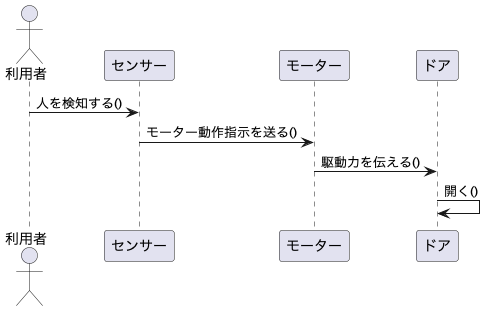 利用者
センサー
モーター
ドア
人を検知する()
モーター動作指示を送る()
駆動力を伝える()
開く()
利用者
センサー
モーター
ドア